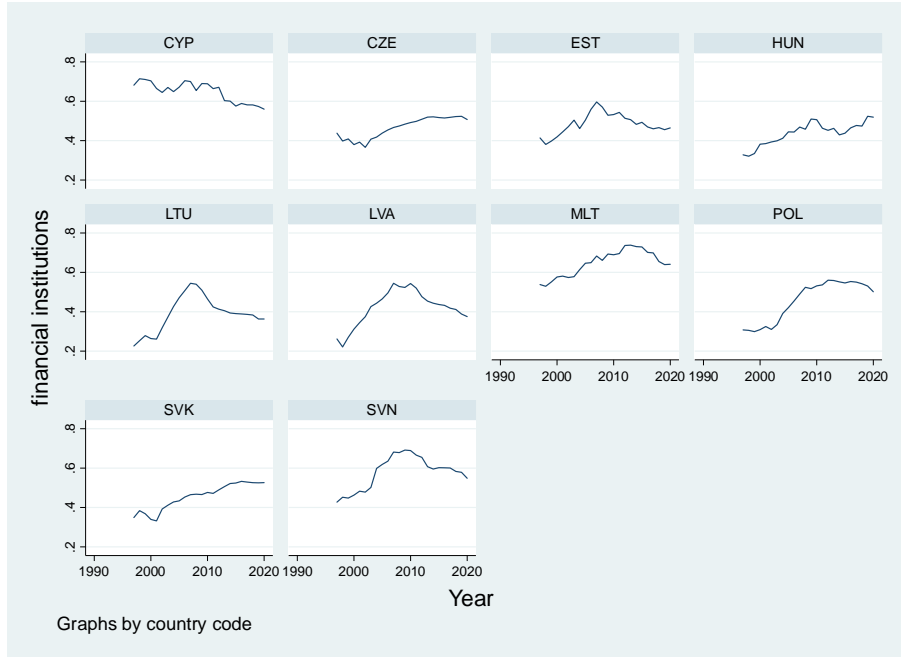 CYP CZE EST HUN
.8
.6
.4
.2
LTU LVA MLT POL
.8
.6
.4
.2
1990 2000 2010 2020 1990 2000 2010 2020
SVK SVN
.8
.6
.4
.2
1990 2000 2010 2020 1990 2000 2010 2020
financial institutions
Year
Graphs by country code